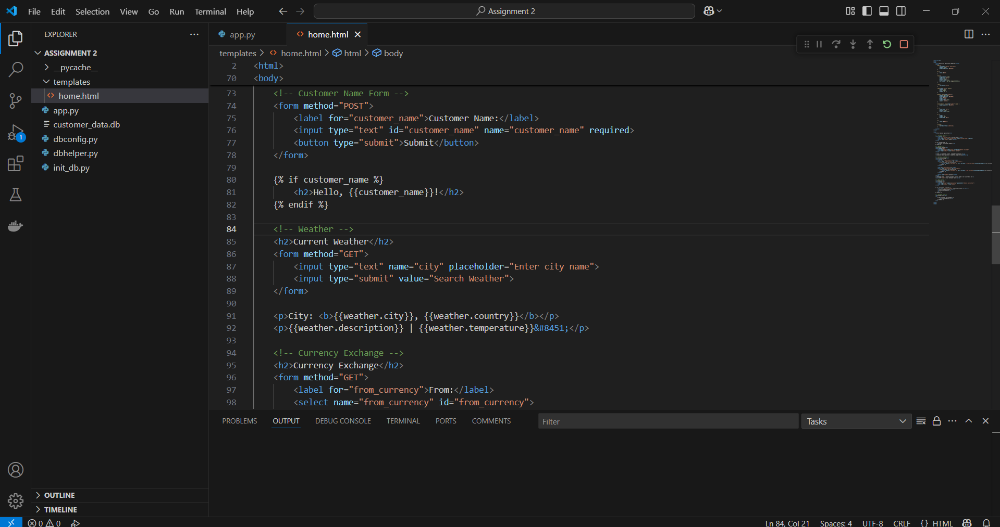 File Edit Selection View Go Run Terminal Help
Assignment 2
EXPLORER
ASSIGNMENT 2
__pycache__
templates
home.html
app.py
customer_data.db
dbconfig.py
dbhelper.py
init_db.py
1
OUTLINE
TIMELINE
app.py home.html
templates > home.html > html > body
2 <html>
70 <body>
73 <!-- Customer Name Form -->
74 <form method="POST">
75 <label for="customer_name">Customer Name:</label>
76 <input type="text" id="customer_name" name="customer_name" required>
77 <button type="submit">Submit</button>
78 </form>
79
80 {% if customer_name %}
81 <h2>Hello, {{customer_name}}!</h2>
82 {% endif %}
83
84 <!-- Weather -->
85 <h2>Current Weather</h2>
86 <form method="GET">
87 <input type="text" name="city" placeholder="Enter city name">
88 <input type="submit" value="Search Weather">
89 </form>
90
91 <p>City: <b>{{weather.city}}, {{weather.country}}</b></p>
92 <p>{{weather.description}} | {{weather.temperature}}&#8451;</p>
93
94 <!-- Currency Exchange -->
95 <h2>Currency Exchange</h2>
96 <form method="GET">
97 <label for="from_currency">From:</label>
98 <select name="from_currency" id="from_currency">
PROBLEMS OUTPUT DEBUG CONSOLE TERMINAL PORTS COMMENTS Filter Tasks
0 0 Ln 84, Col 21 Spaces: 4 UTF-8 CRLF {} HTML